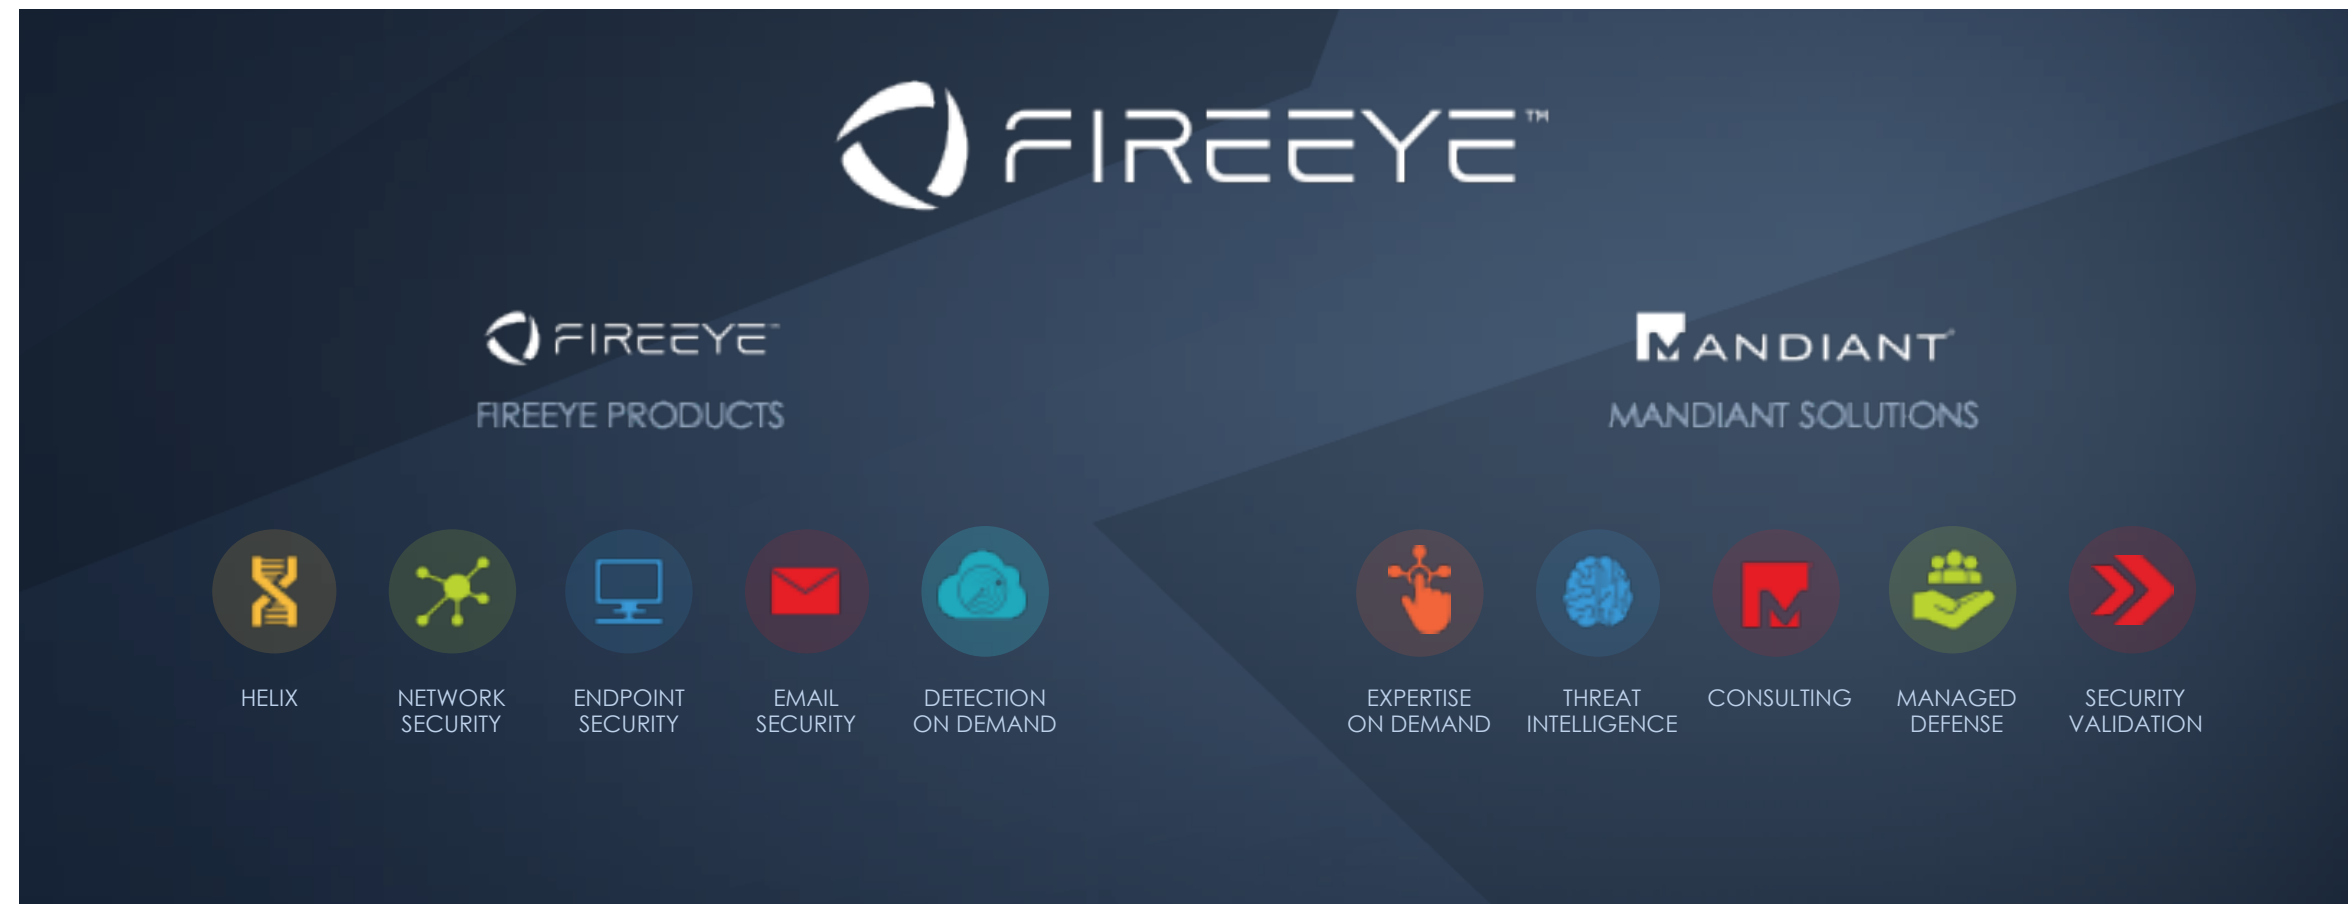 FIREEYE™
FIREEYE™
FIREEYE PRODUCTS
MANDIANT®
MANDIANT SOLUTIONS
HELIX
NETWORK
SECURITY
ENDPOINT
SECURITY
EMAIL
SECURITY
DETECTION
ON DEMAND
EXPERTISE
ON DEMAND
THREAT
INTELLIGENCE
CONSULTING
MANAGED
DEFENSE
SECURITY
VALIDATION